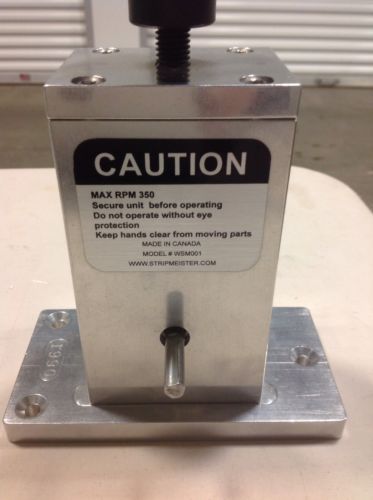 CAUTION
MAX RPM 350
Secure unit before operating
Do not operate without eye
protection
Keep hands clear from moving parts
MADE IN CANADA
MODEL # WSM001
WWW.STRIPMEISTER.COM